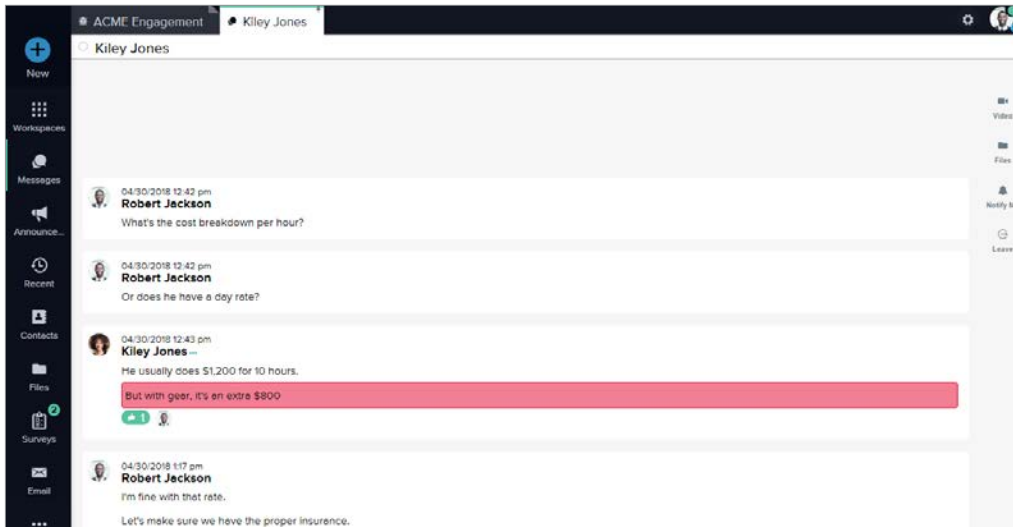 ACME Engagement
Kiley Jones
Kiley Jones
New
Workspaces
Messages
Announce...
Recent
Contacts
Files
Surveys
2
Email
Video
Files
Notify
Leave
04/30/2018 12:42 pm
Robert Jackson
What's the cost breakdown per hour?
04/30/2018 12:42 pm
Robert Jackson
Or does he have a day rate?
04/30/2018 12:43 pm
Kiley Jones
He usually does $1,200 for 10 hours.
But with gear, it's an extra $800
1
04/30/2018 1:17 pm
Robert Jackson
I'm fine with that rate.
Let's make sure we have the proper insurance.